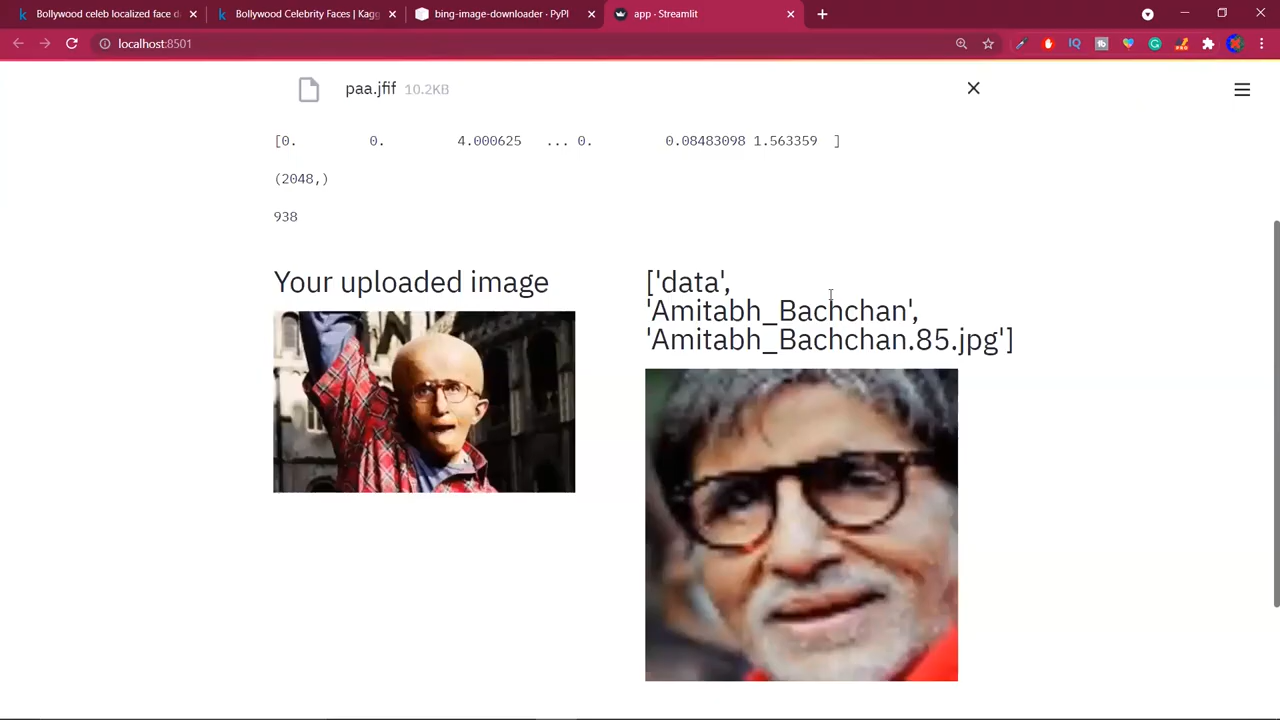 Bollywood celeb localized face d
Bollywood Celebrity Faces | Kagg
bing-image-downloader · PyPI
app · Streamlit
localhost:8501
paa.jfif 10.2KB
[0. 0. 4.000625 ... 0. 0.08483098 1.563359 ]
(2048,)
938
Your uploaded image
['data',
'Amitabh_Bachchan',
'Amitabh_Bachchan.85.jpg']